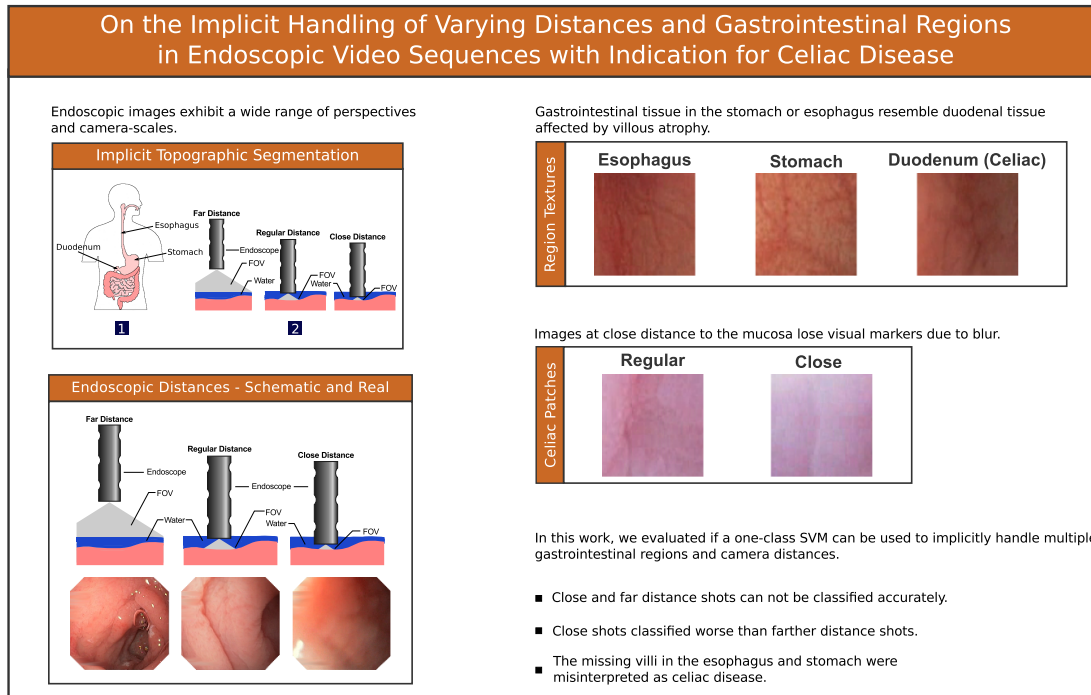 On the Implicit Handling of Varying Distances and Gastrointestinal Regions
in Endoscopic Video Sequences with Indication for Celiac Disease
Endoscopic images exhibit a wide range of perspectives
and camera-scales.
Implicit Topographic Segmentation
Esophagus
Duodenum
Stomach
1
Far Distance
Regular Distance
Close Distance
Endoscope
FOV
Water
FOV
Water
FOV
2
Endoscopic Distances - Schematic and Real
Far Distance
Regular Distance
Close Distance
Endoscope
Endoscope
FOV
Water
FOV
Water
FOV
Gastrointestinal tissue in the stomach or esophagus resemble duodenal tissue
affected by villous atrophy.
Region Textures
Esophagus
Stomach
Duodenum (Celiac)
Images at close distance to the mucosa lose visual markers due to blur.
Celiac Patches
Regular
Close
In this work, we evaluated if a one-class SVM can be used to implicitly handle multiple
gastrointestinal regions and camera distances.
Close and far distance shots can not be classified accurately.
Close shots classified worse than farther distance shots.
The missing villi in the esophagus and stomach were
misinterpreted as celiac disease.